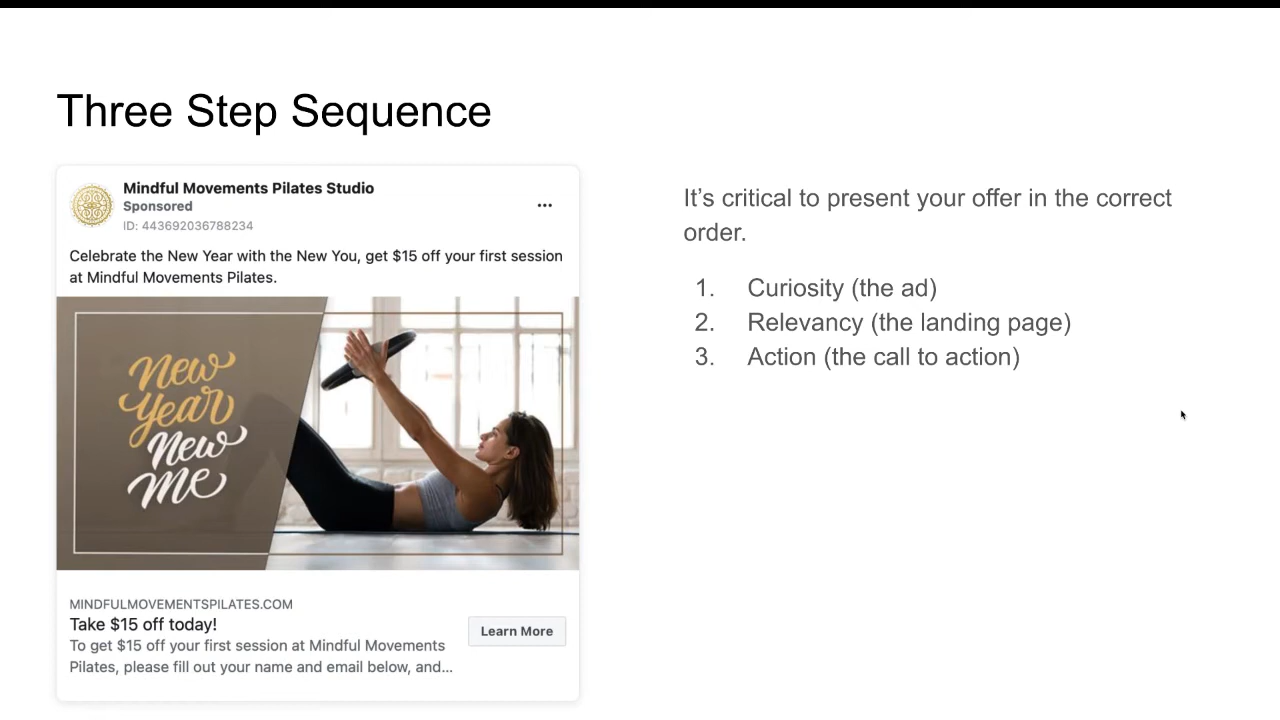 Three Step Sequence
Mindful Movements Pilates Studio
Sponsored
ID: 443692036788234
...
Celebrate the New Year with the New You, get $15 off your first session
at Mindful Movements Pilates.
New
Year
New
Me
MINDFULMOVEMENTSPILATES.COM
Take $15 off today!
To get $15 off your first session at Mindful Movements
Pilates, please fill out your name and email below, and...
Learn More
It’s critical to present your offer in the correct
order.
1. Curiosity (the ad)
2. Relevancy (the landing page)
3. Action (the call to action)